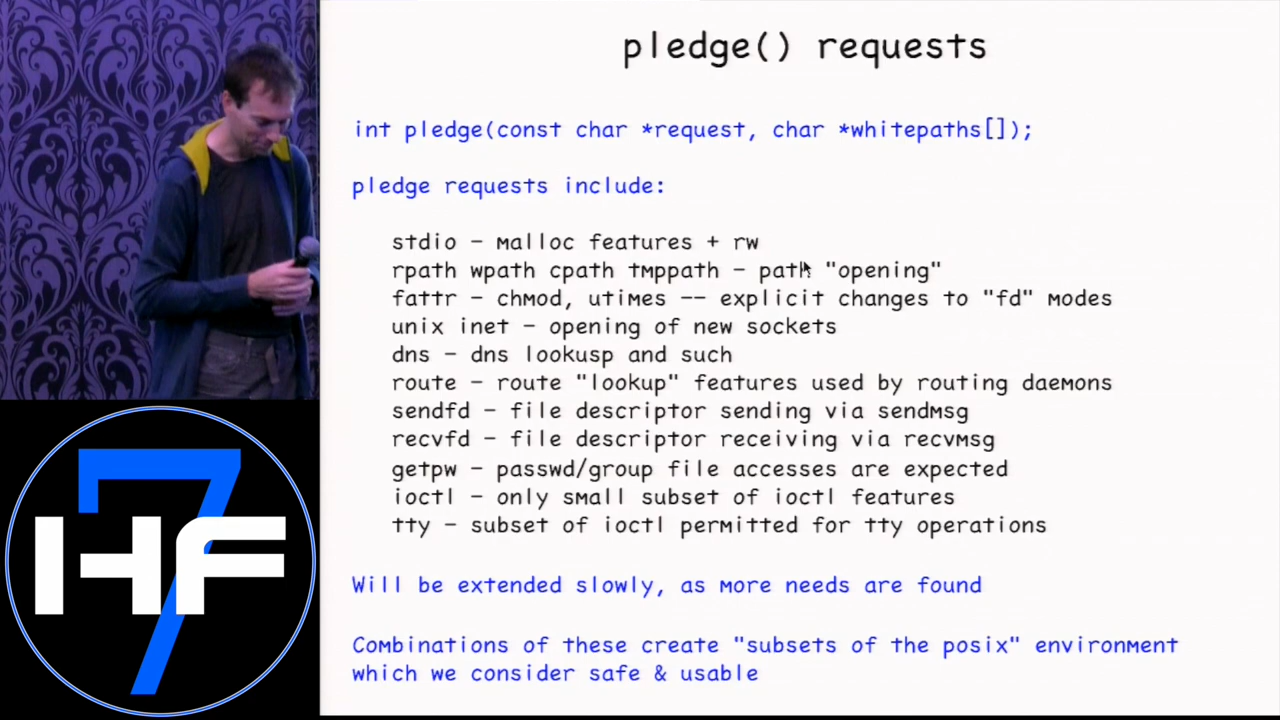 pledge() requests
int pledge(const char *request, char *whitepaths[]);
pledge requests include:
stdio - malloc features + rw
rpath wpath cpath tmppath - path "opening"
fattr - chmod, utimes -- explicit changes to "fd" modes
unix inet - opening of new sockets
dns - dns lookusp and such
route - route "lookup" features used by routing daemons
sendfd - file descriptor sending via sendmsg
recvfd - file descriptor receiving via recvmsg
getpw - passwd/group file accesses are expected
ioctl - only small subset of ioctl features
tty - subset of ioctl permitted for tty operations
Will be extended slowly, as more needs are found
Combinations of these create "subsets of the posix" environment
which we consider safe & usable
7
HF